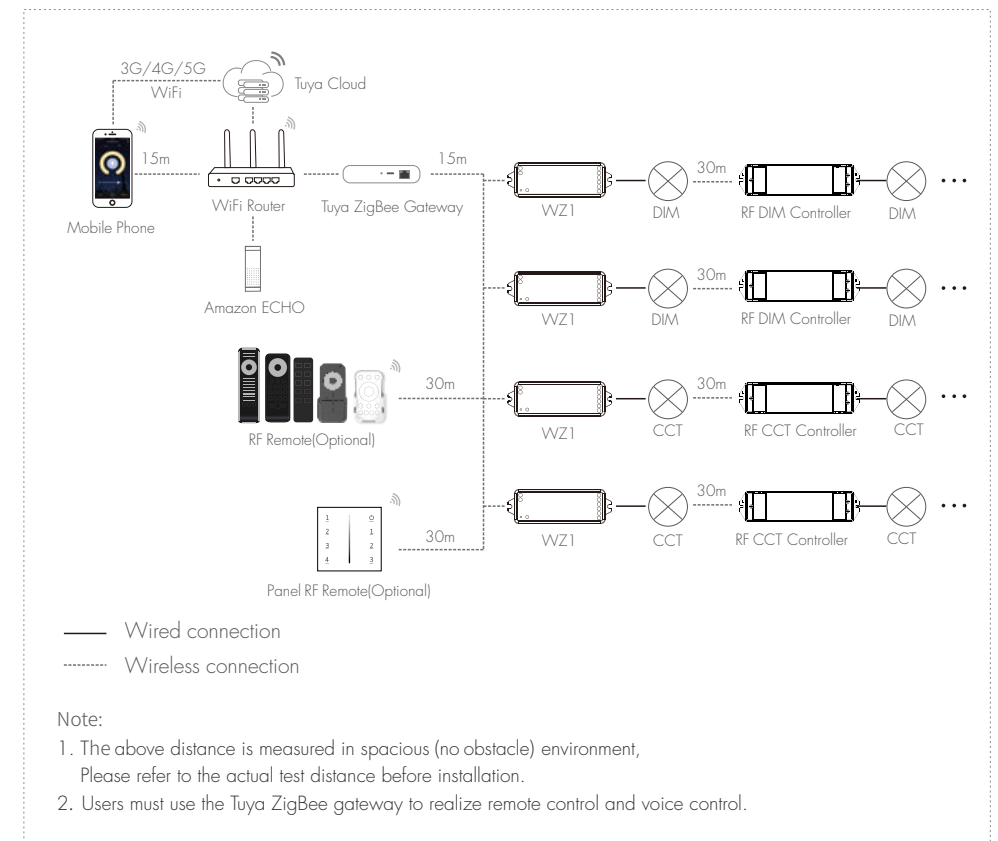 3G/4G/5G
WiFi
Tuya Cloud
15m
15m
30m
WiFi Router
Tuya ZigBee Gateway
WZ1
DIM
RF DIM Controller
DIM
Mobile Phone
Amazon ECHO
30m
WZ1
DIM
RF DIM Controller
DIM
30m
30m
RF Remote(Optional)
WZ1
CCT
RF CCT Controller
CCT
30m
30m
1
2
3
4
1
2
3
WZ1
CCT
RF CCT Controller
CCT
Panel RF Remote(Optional)
Wired connection
Wireless connection
Note:
1. The above distance is measured in spacious (no obstacle) environment,
Please refer to the actual test distance before installation.
2. Users must use the Tuya ZigBee gateway to realize remote control and voice control.